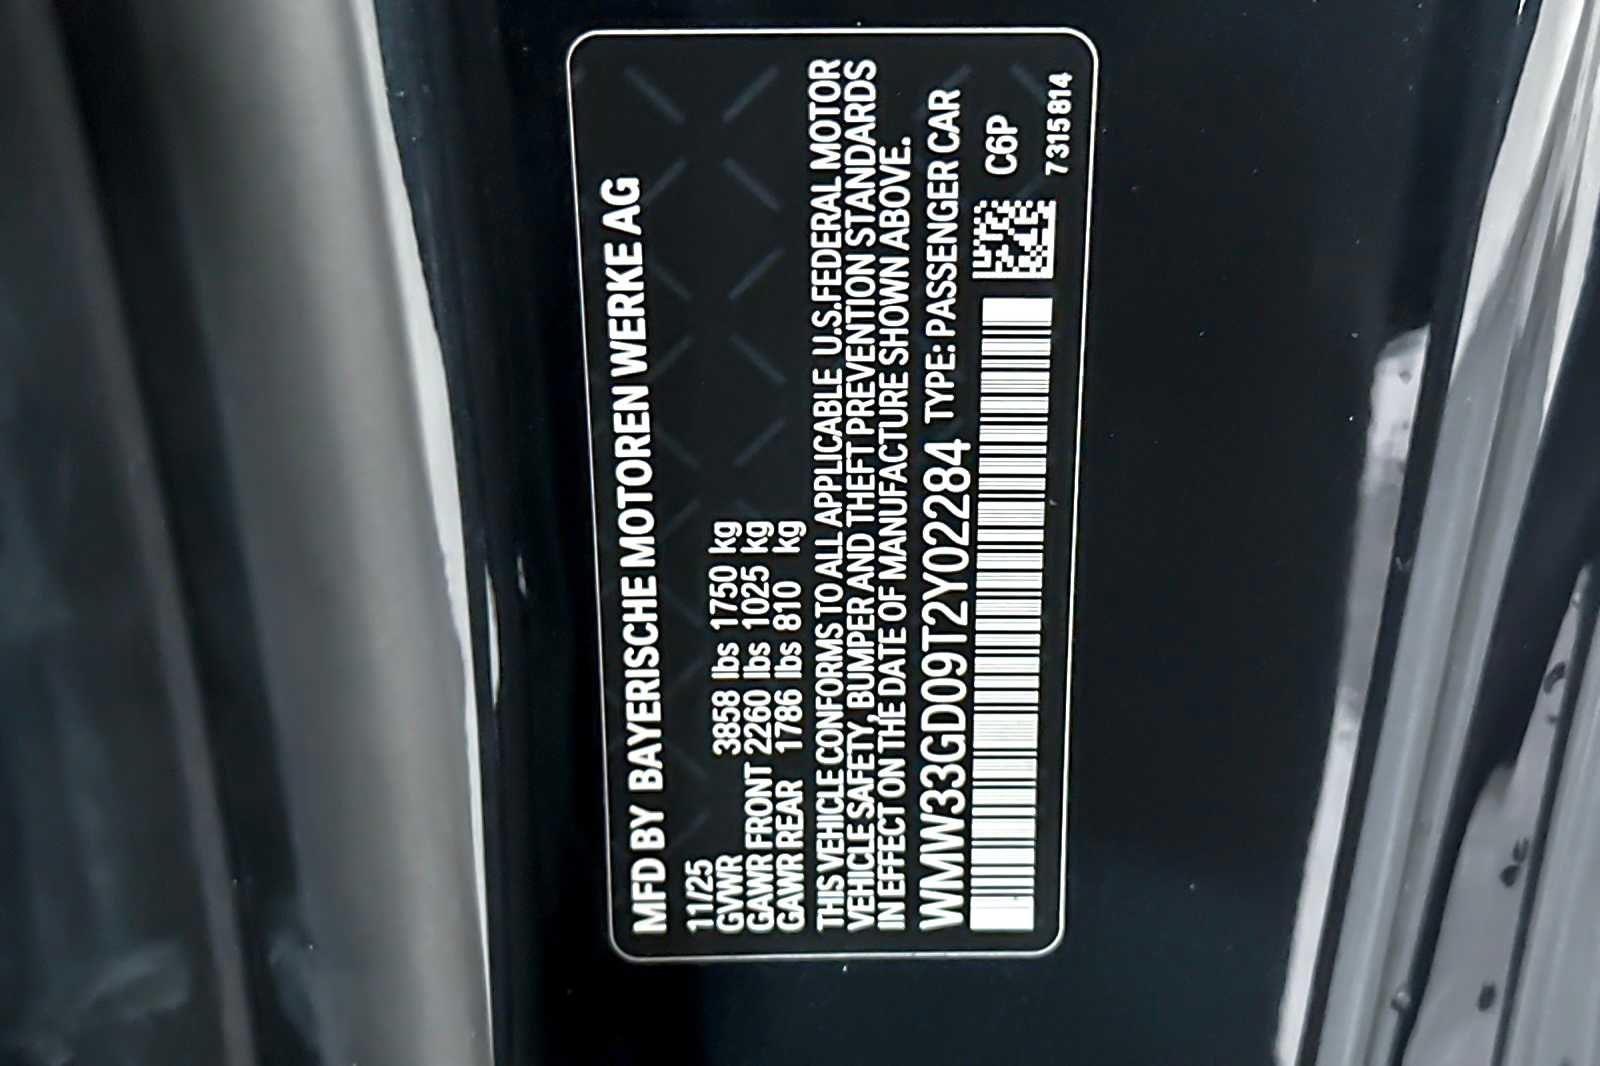 MFD BY BAYERISCHE MOTOREN WERKE AG
11/25
GVWR 3858 lbs 1750 kg
GAWR FRONT 2260 lbs 1025 kg
GAWR REAR 1786 lbs 810 kg
THIS VEHICLE CONFORMS TO ALL APPLICABLE U.S.FEDERAL MOTOR
VEHICLE SAFETY, BUMPER AND THEFT PREVENTION STANDARDS
IN EFFECT ON THE DATE OF MANUFACTURE SHOWN ABOVE.
WMW33GD09T2Y02284 TYPE: PASSENGER CAR
C6P
7315814